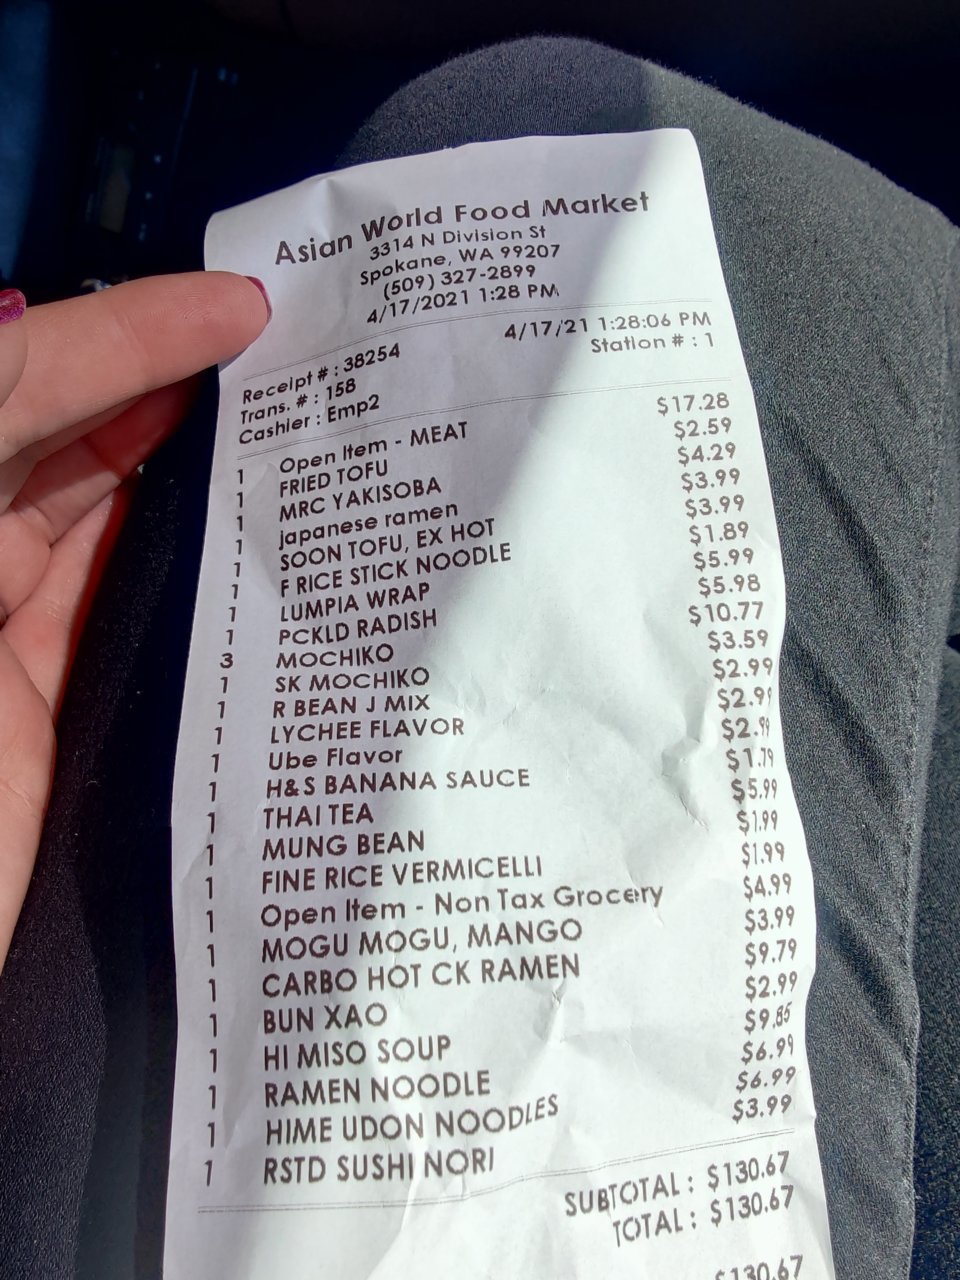 Asian World Food Market
3314 N Division St
Spokane, WA 99207
(509) 327-2899
4/17/2021 1:28 PM
Receipt # : 38254 4/17/21 1:28:06 PM
Trans. # : 158 Station # : 1
Cashier : Emp2
1 Open Item - MEAT $17.28
1 FRIED TOFU $2.59
1 MRC YAKISOBA $4.29
1 japanese ramen $3.99
1 SOON TOFU, EX HOT $3.99
1 F RICE STICK NOODLE $1.89
1 LUMPIA WRAP $5.99
1 PCKLD RADISH $5.98
3 MOCHIKO $10.77
1 SK MOCHIKO $3.59
1 R BEAN J MIX $2.99
1 LYCHEE FLAVOR $2.99
1 Ube Flavor $2.99
1 H&S BANANA SAUCE $1.79
1 THAI TEA $5.99
1 MUNG BEAN $1.99
1 FINE RICE VERMICELLI $1.99
1 Open Item - Non Tax Grocery $4.99
1 MOGU MOGU, MANGO $3.99
1 CARBO HOT CK RAMEN $9.79
1 BUN XAO $2.99
1 HI MISO SOUP $9.85
1 RAMEN NOODLE $6.99
1 HIME UDON NOODLES $6.99
1 RSTD SUSHI NORI $3.99
SUBTOTAL : $130.67
TOTAL : $130.67
$130.67